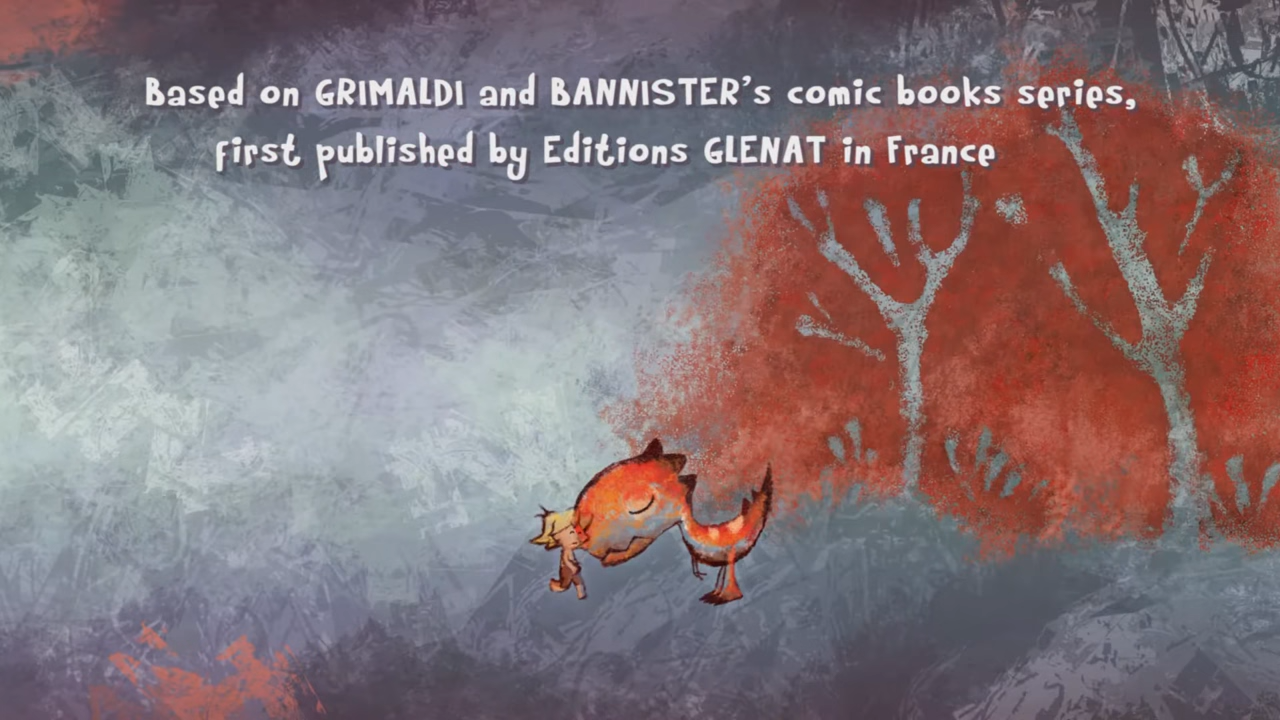 Based on GRIMALDI and BANNISTER's comic books series,
first published by Editions GLENAT in France